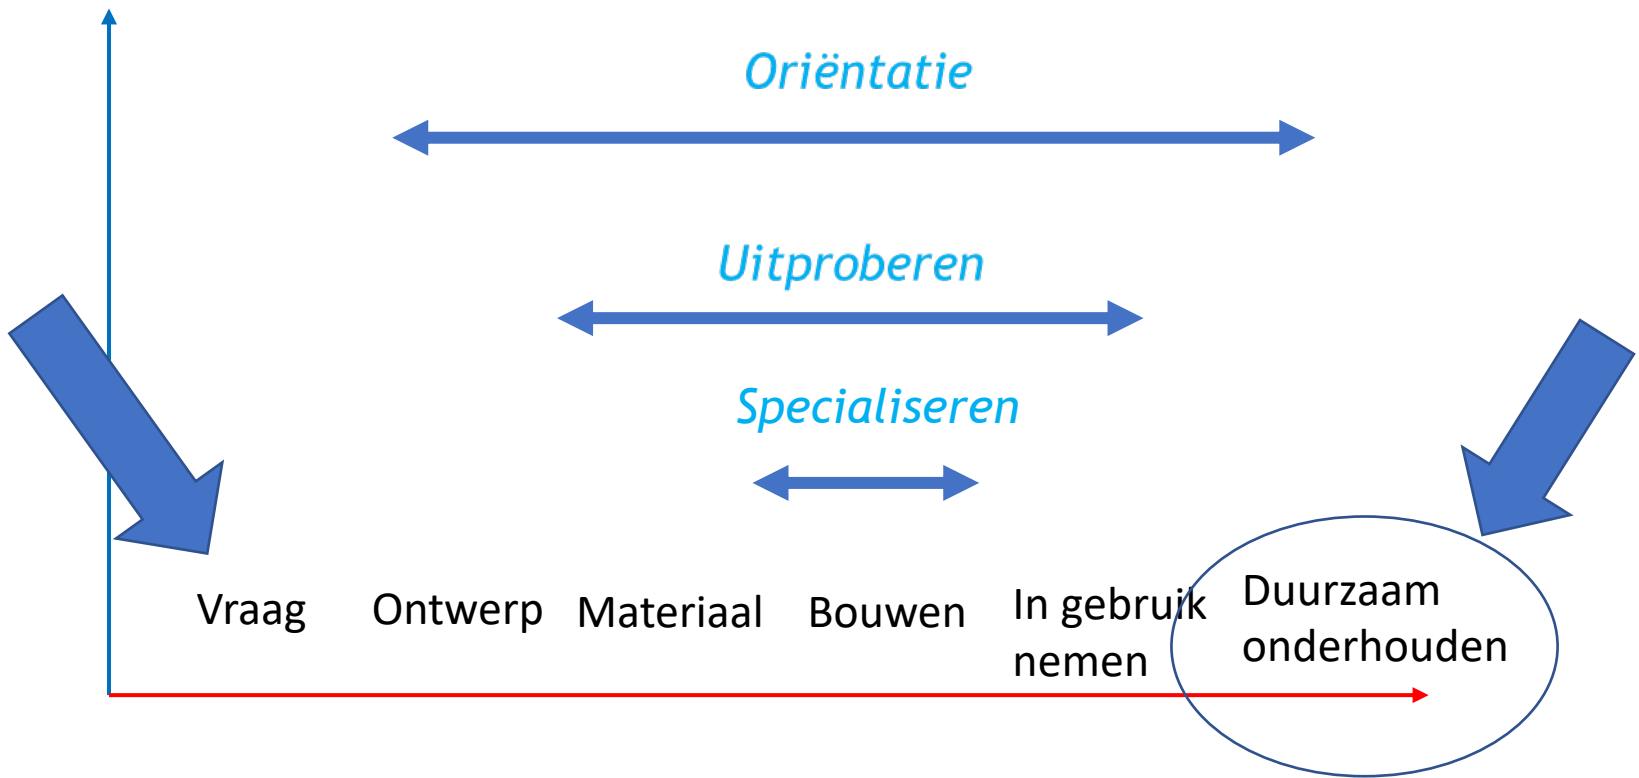 Oriëntatie
Uitproberen
Specialiseren
Vraag
Ontwerp
Materiaal
Bouwen
In gebruik
nemen
Duurzaam
onderhouden